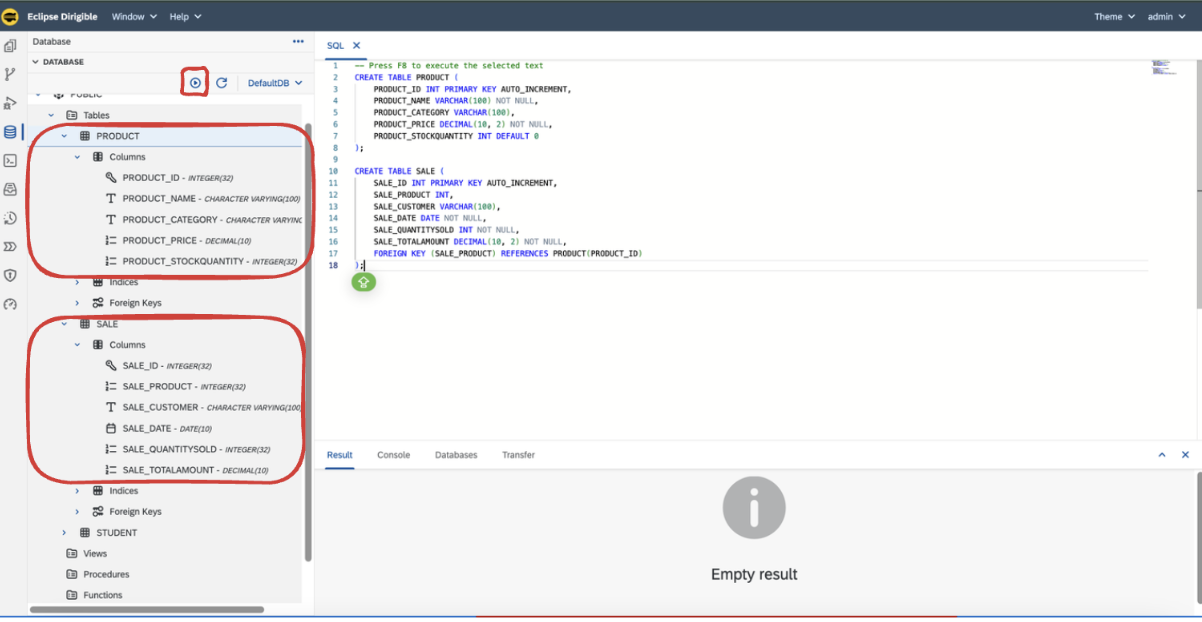 Eclipse Dirigible Window Help Theme admin
Database
DATABASE
DefaultDB
PUBLIC
Tables
PRODUCT
Columns
PRODUCT_ID - INTEGER(32)
PRODUCT_NAME - CHARACTER VARYING(100)
PRODUCT_CATEGORY - CHARACTER VARYING
PRODUCT_PRICE - DECIMAL(10)
PRODUCT_STOCKQUANTITY - INTEGER(32)
Indices
Foreign Keys
SALE
Columns
SALE_ID - INTEGER(32)
SALE_PRODUCT - INTEGER(32)
SALE_CUSTOMER - CHARACTER VARYING(100)
SALE_DATE - DATE(10)
SALE_QUANTITYSOLD - INTEGER(32)
SALE_TOTALAMOUNT - DECIMAL(10)
Indices
Foreign Keys
STUDENT
Views
Procedures
Functions
SQL
1 -- Press F8 to execute the selected text
2 CREATE TABLE PRODUCT (
3 PRODUCT_ID INT PRIMARY KEY AUTO_INCREMENT,
4 PRODUCT_NAME VARCHAR(100) NOT NULL,
5 PRODUCT_CATEGORY VARCHAR(100),
6 PRODUCT_PRICE DECIMAL(10, 2) NOT NULL,
7 PRODUCT_STOCKQUANTITY INT DEFAULT 0
8 );
9
10 CREATE TABLE SALE (
11 SALE_ID INT PRIMARY KEY AUTO_INCREMENT,
12 SALE_PRODUCT INT,
13 SALE_CUSTOMER VARCHAR(100),
14 SALE_DATE DATE NOT NULL,
15 SALE_QUANTITYSOLD INT NOT NULL,
16 SALE_TOTALAMOUNT DECIMAL(10, 2) NOT NULL,
17 FOREIGN KEY (SALE_PRODUCT) REFERENCES PRODUCT(PRODUCT_ID)
18 );
Result Console Databases Transfer
Empty result